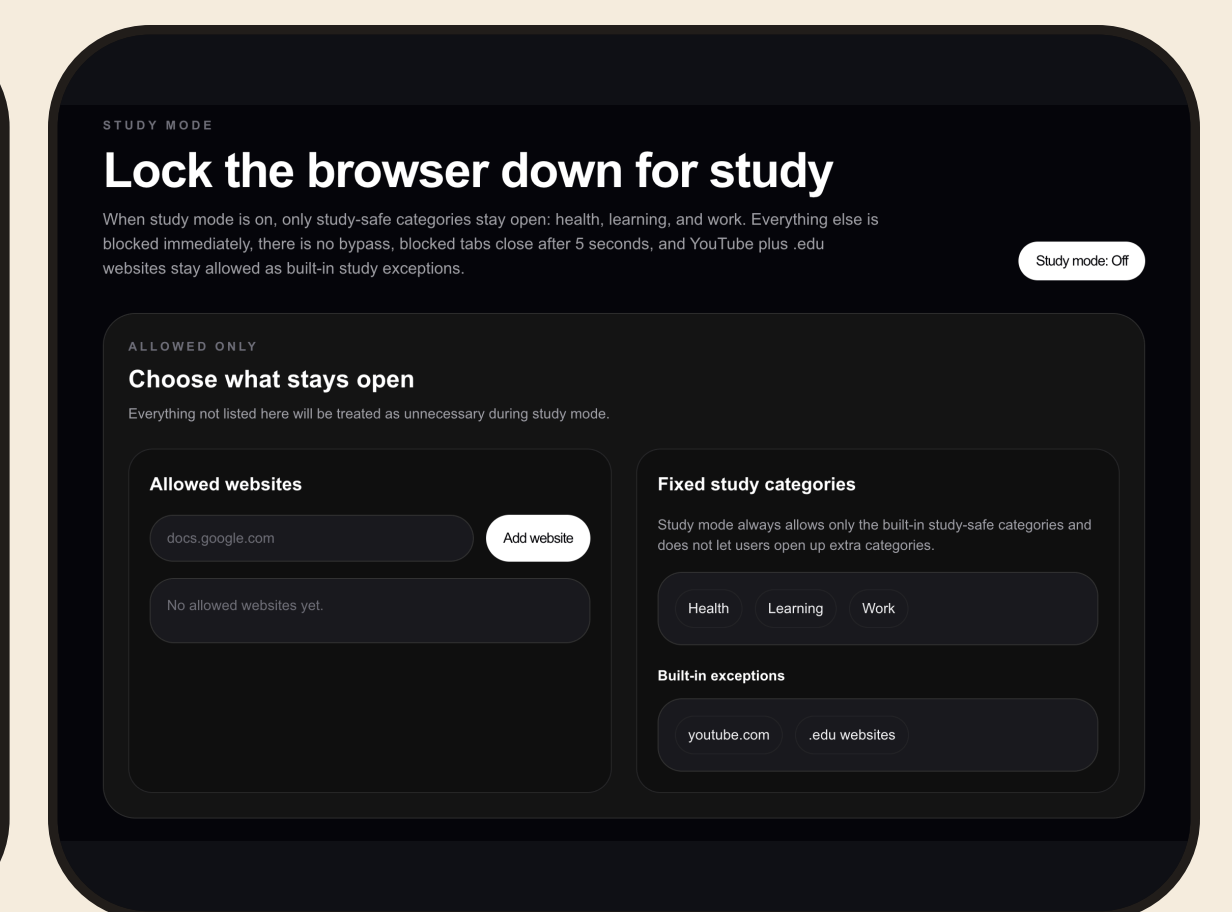 STUDY MODE
Lock the browser down for study
When study mode is on, only study-safe categories stay open: health, learning, and work. Everything else is
blocked immediately, there is no bypass, blocked tabs close after 5 seconds, and YouTube plus .edu
websites stay allowed as built-in study exceptions.
Study mode: Off
ALLOWED ONLY
Choose what stays open
Everything not listed here will be treated as unnecessary during study mode.
Allowed websites
docs.google.com
Add website
No allowed websites yet.
Fixed study categories
Study mode always allows only the built-in study-safe categories and
does not let users open up extra categories.
Health
Learning
Work
Built-in exceptions
youtube.com
.edu websites